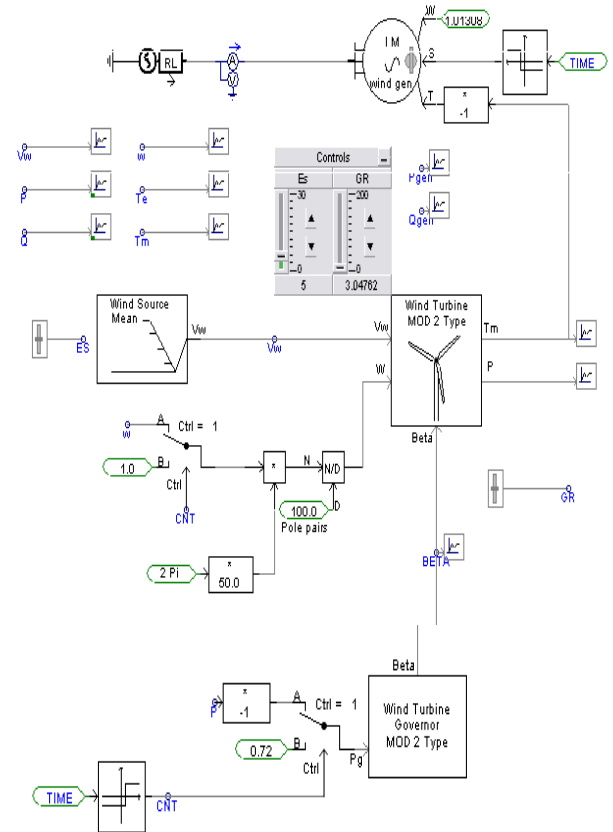 W
1.01308
I M
S
RL
A
V
wind gen
TIME
T
*
-1
Vw
w
P
Te
Q
Tm
Controls
Es
GR
30
200
0
0
5
3.04762
Pgen
Qgen
Wind Source
Mean
Vw
ES
Vw
Vw
W
Wind Turbine
MOD 2 Type
Tm
P
Beta
A
Ctrl = 1
w
B
1.0
Ctrl
CNT
*
N
N/D
D
100.0
Pole pairs
GR
2 Pi
*
50.0
BETA
Beta
P
*
-1
A
Ctrl = 1
0.72
B
Ctrl
Pg
Wind Turbine
Governor
MOD 2 Type
TIME
CNT